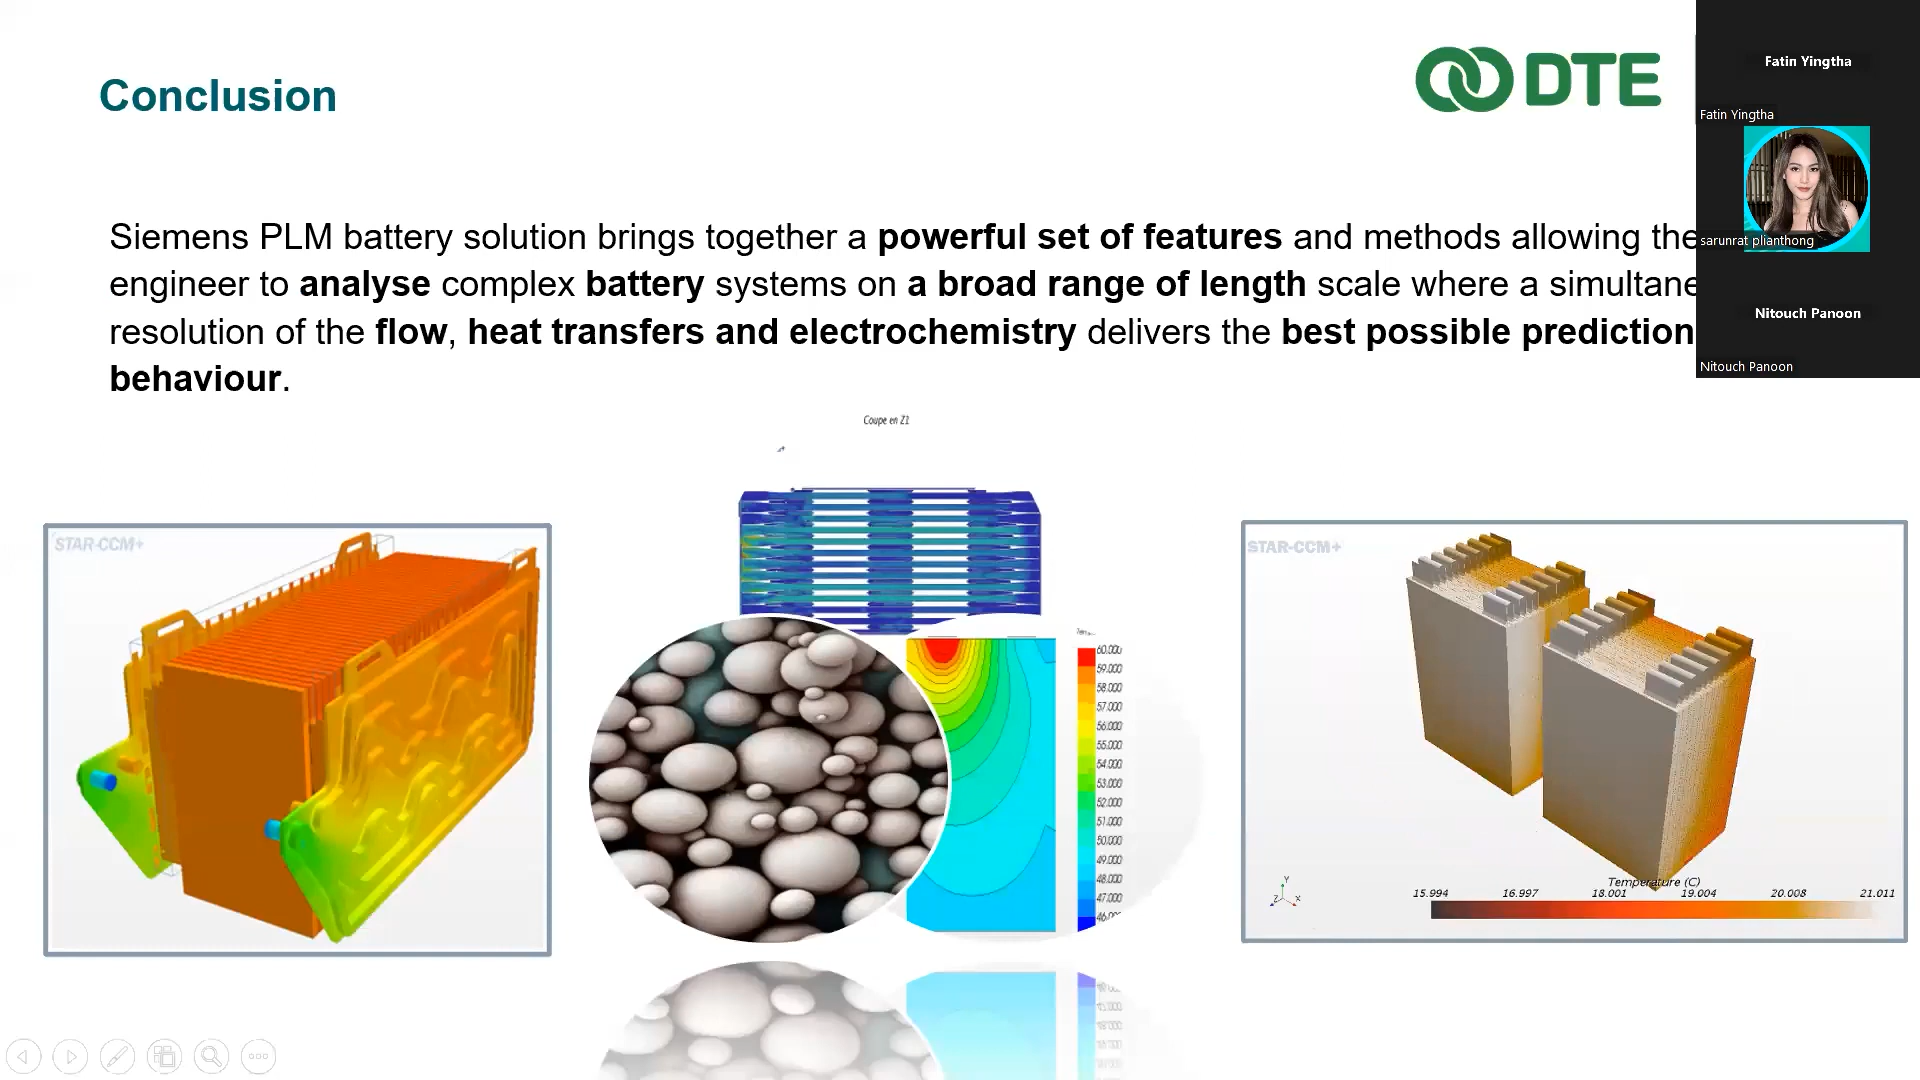 Conclusion
DTE
Fatin Yingtha
Fatin Yingtha
sarunrat plianthong
Nitouch Panoon
Nitouch Panoon
Siemens PLM battery solution brings together a powerful set of features and methods allowing the
engineer to analyse complex battery systems on a broad range of length scale where a simultane
resolution of the flow, heat transfers and electrochemistry delivers the best possible prediction
behaviour.
Coupe en Z1
STAR-CCM+
60.000
59.000
58.000
57.000
56.000
55.000
54.000
53.000
52.000
51.000
50.000
49.000
48.000
47.000
STAR-CCM+
Y
Z X
Temperature (C)
15.994 16.997 18.001 19.004 20.008 21.011